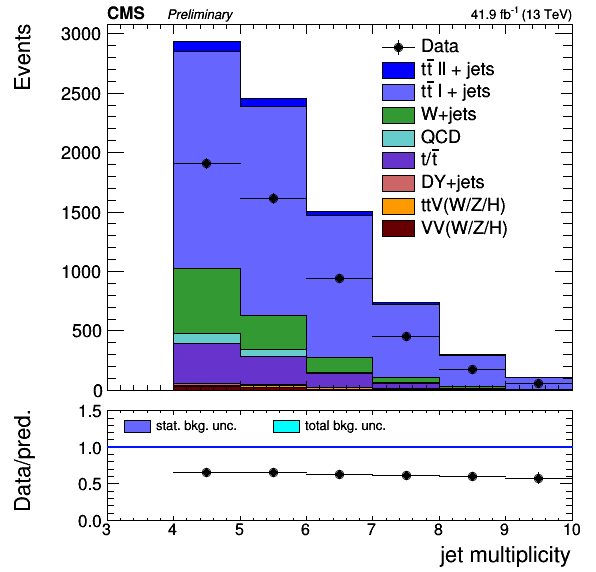 CMS Preliminary 41.9 fb⁻¹ (13 TeV)
Events
3000
2500
2000
1500
1000
500
0
Data
tt̄ ll + jets
tt̄ l + jets
W+jets
QCD
t/t̄
DY+jets
ttV(W/Z/H)
VV(W/Z/H)
Data/pred.
1.5
1.0
0.5
0.0
stat. bkg. unc. total bkg. unc.
3 4 5 6 7 8 9 10
jet multiplicity